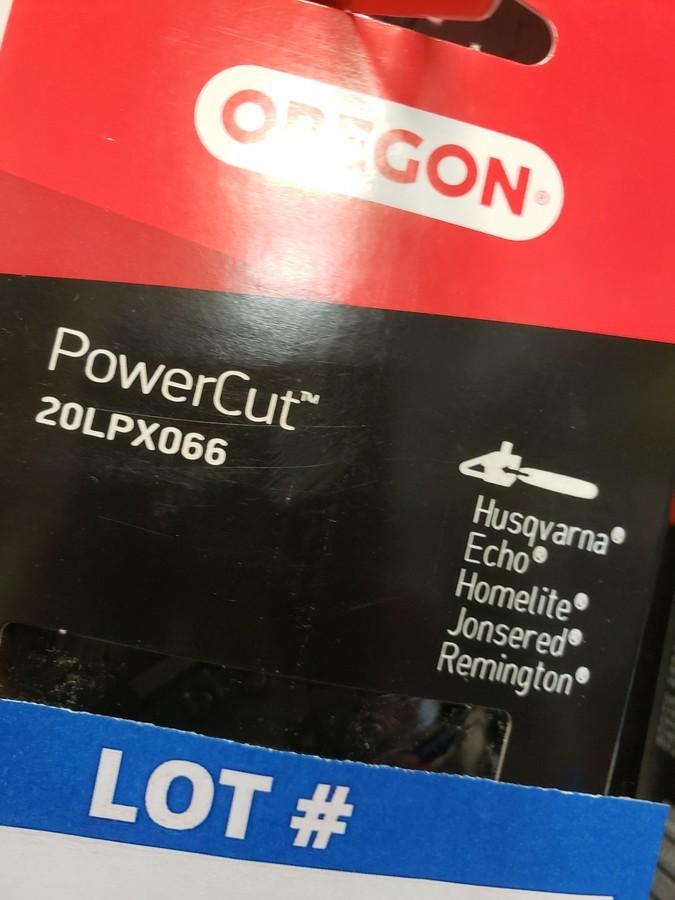 OREGON®
PowerCut™
20LPX066
Husqvarna®
Echo®
Homelite®
Jonsered®
Remington®
LOT #